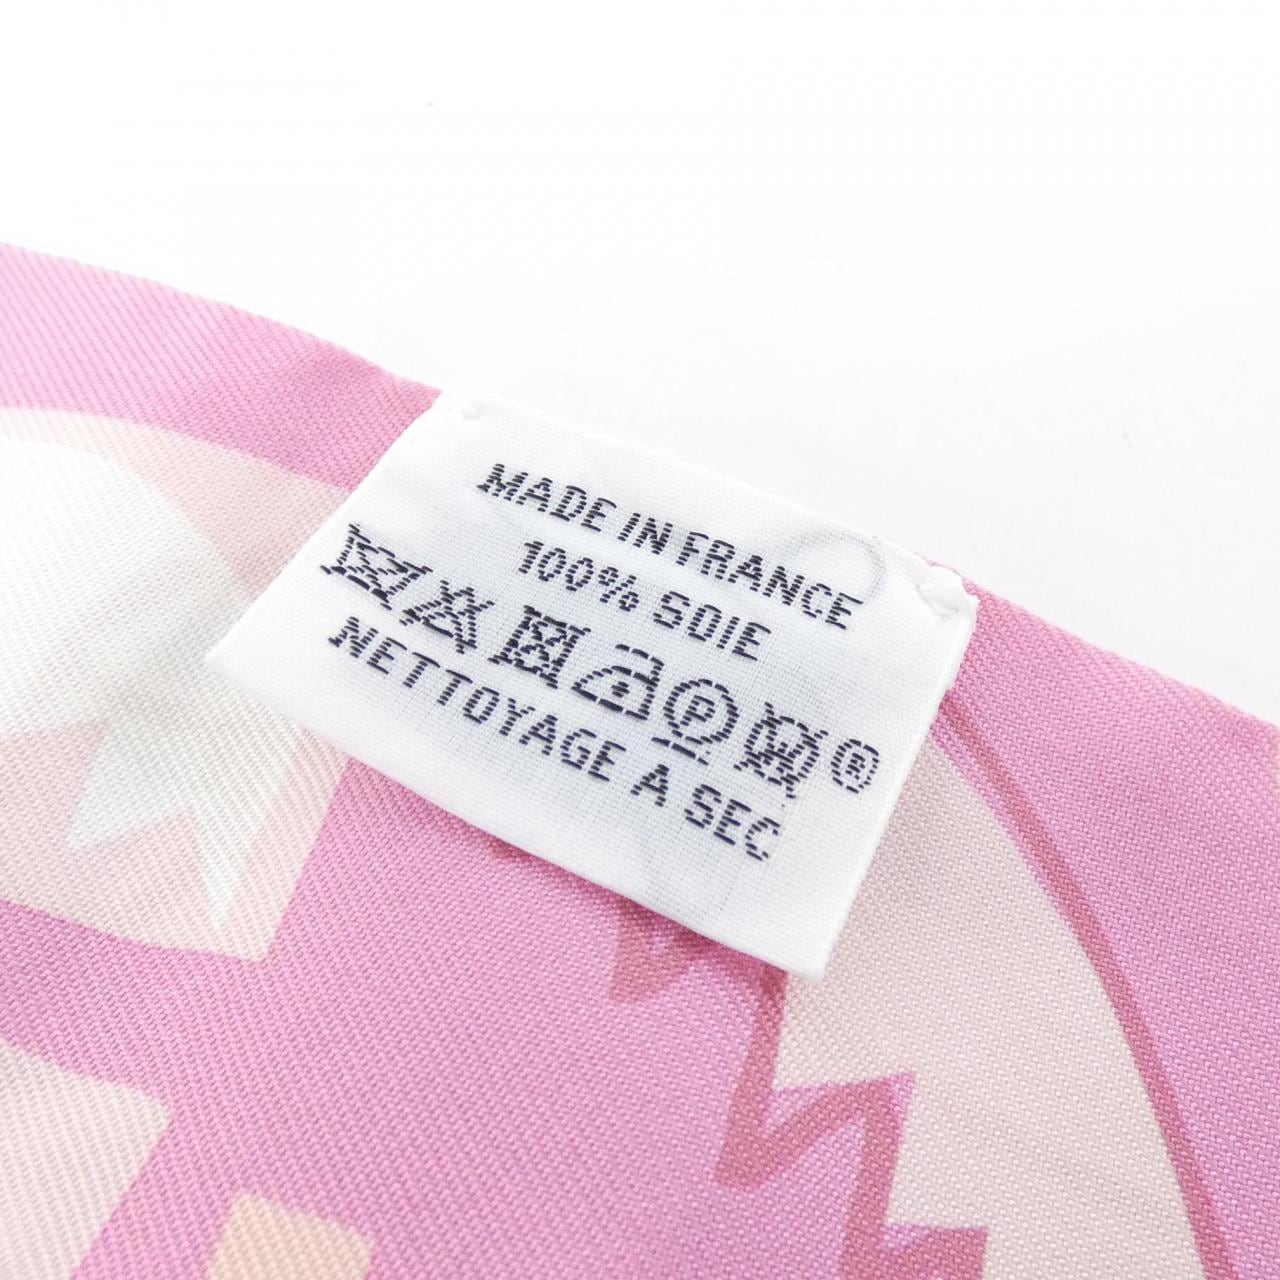 MADE IN FRANCE
100% SOIE
P ®
NETTOYAGE A SEC